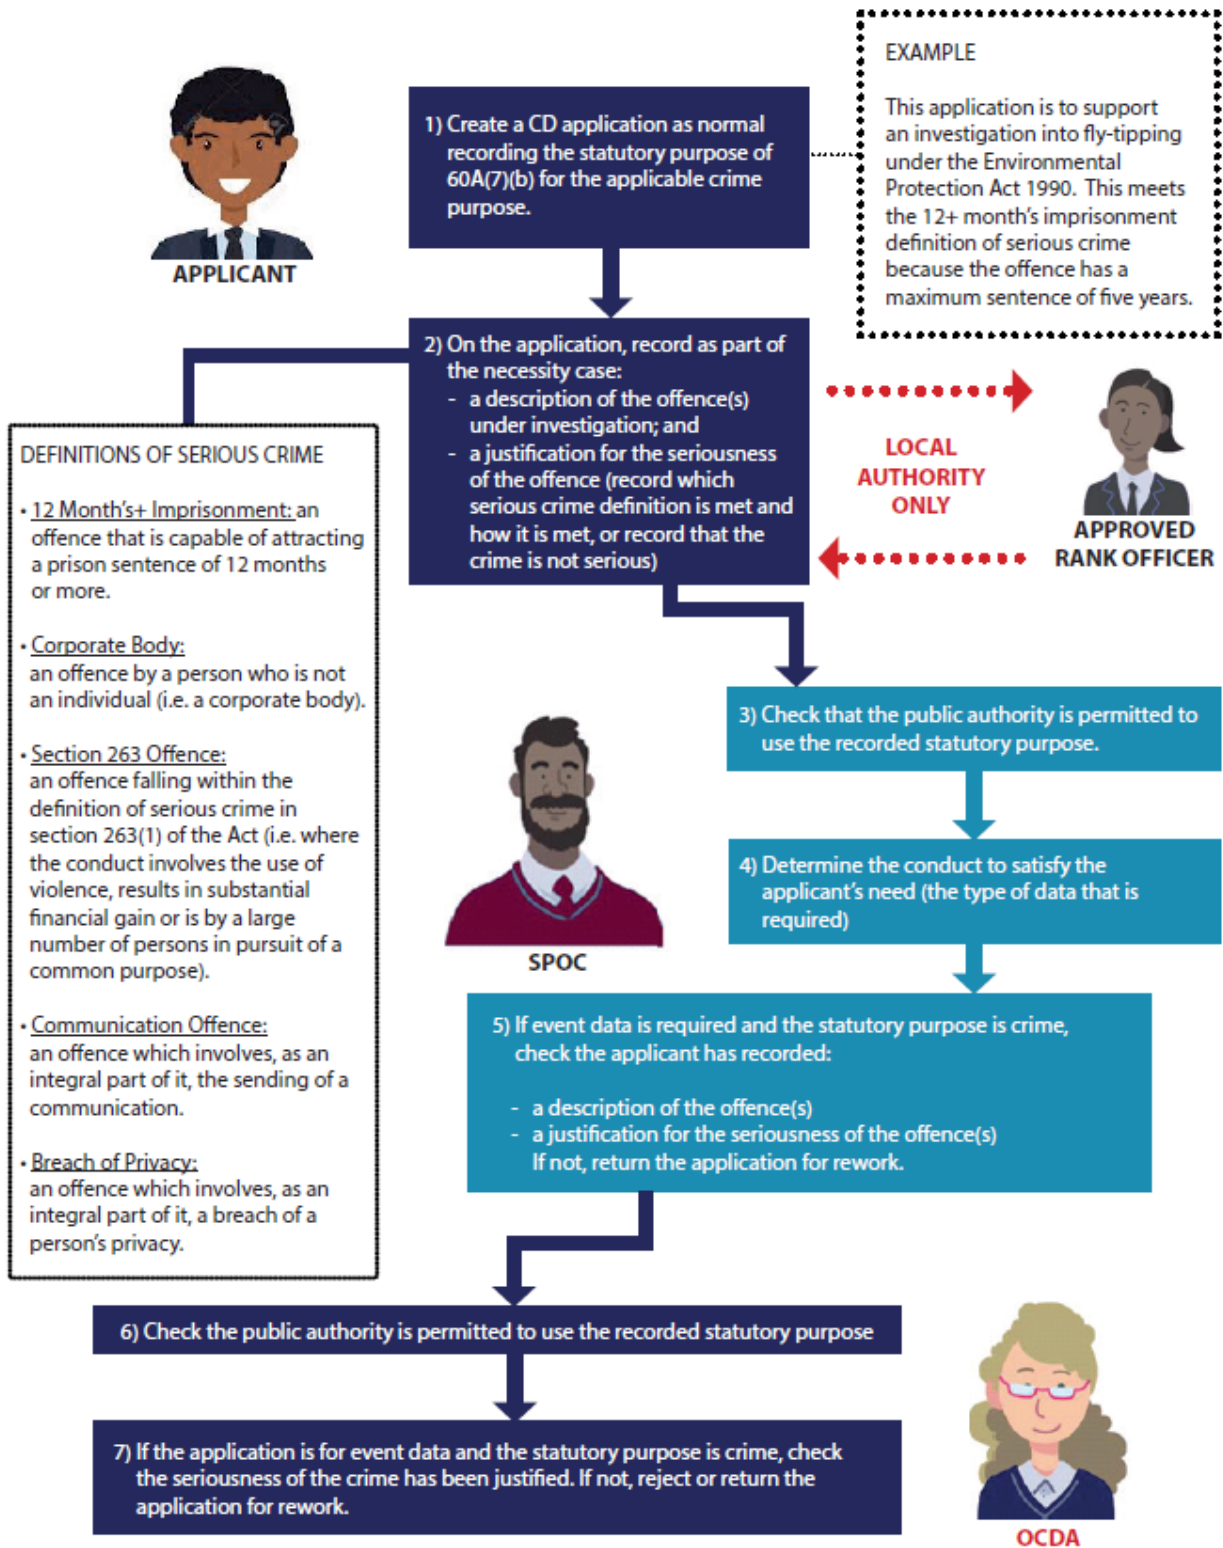 EXAMPLE
This application is to support
an investigation into fly-tipping
under the Environmental
Protection Act 1990. This meets
the 12+ month's imprisonment
definition of serious crime
because the offence has a
maximum sentence of five years.
APPLICANT
1) Create a CD application as normal
recording the statutory purpose of
60A(7)(b) for the applicable crime
purpose.
2) On the application, record as part of
the necessity case:
- a description of the offence(s)
under investigation; and
- a justification for the seriousness
of the offence (record which
serious crime definition is met and
how it is met, or record that the
crime is not serious)
LOCAL
AUTHORITY
ONLY
APPROVED
RANK OFFICER
DEFINITIONS OF SERIOUS CRIME
• 12 Month's+ Imprisonment: an
offence that is capable of attracting
a prison sentence of 12 months
or more.
• Corporate Body:
an offence by a person who is not
an individual (i.e. a corporate body).
• Section 263 Offence:
an offence falling within the
definition of serious crime in
section 263(1) of the Act (i.e. where
the conduct involves the use of
violence, results in substantial
financial gain or is by a large
number of persons in pursuit of a
common purpose).
• Communication Offence:
an offence which involves, as an
integral part of it, the sending of a
communication.
• Breach of Privacy:
an offence which involves, as an
integral part of it, a breach of a
person's privacy.
SPOC
3) Check that the public authority is permitted to
use the recorded statutory purpose.
4) Determine the conduct to satisfy the
applicant's need (the type of data that is
required)
5) If event data is required and the statutory purpose is crime,
check the applicant has recorded:
- a description of the offence(s)
- a justification for the seriousness of the offence(s)
If not, return the application for rework.
6) Check the public authority is permitted to use the recorded statutory purpose
7) If the application is for event data and the statutory purpose is crime, check
the seriousness of the crime has been justified. If not, reject or return the
application for rework.
OCDA